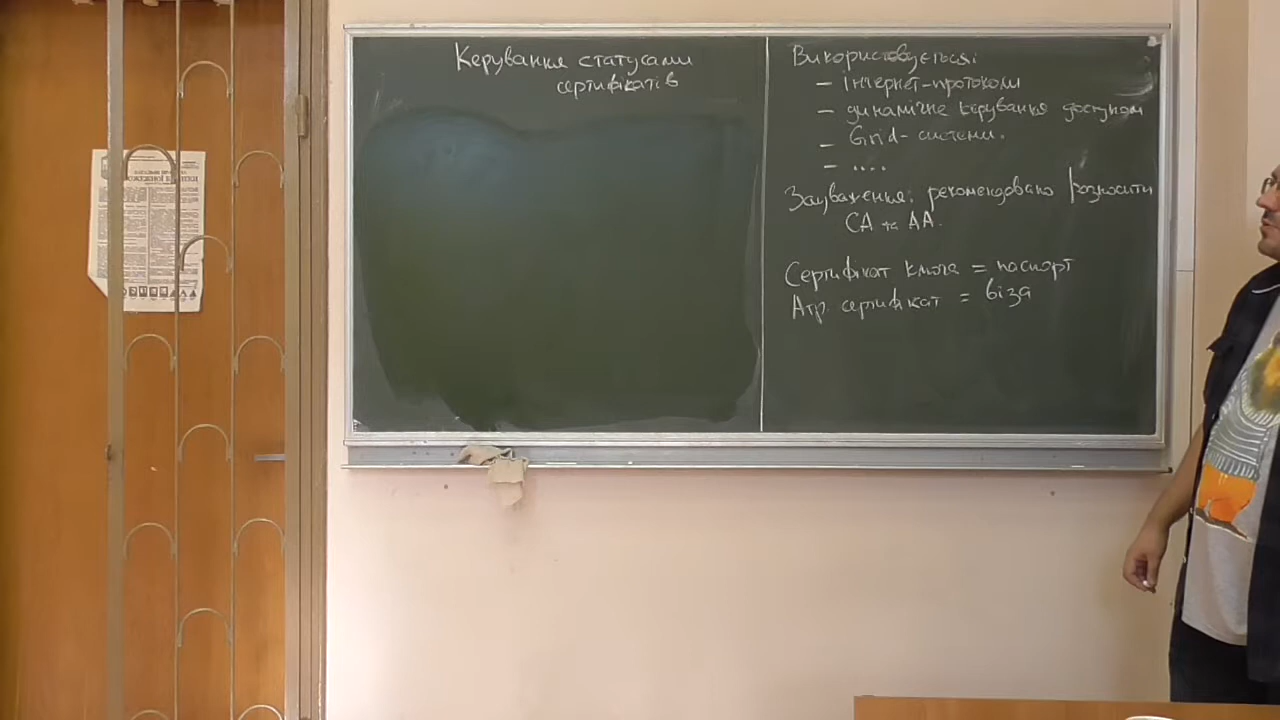 Керування статусами
сертифікатів
Використовується:
- інтернет-протоколи
- динамічне керування доступом
- Grid-системи.
- ....
Зауваження: рекомендовано розносити
CA та AA.
Сертифікат ключа = паспорт
Атр. сертифікат = віза